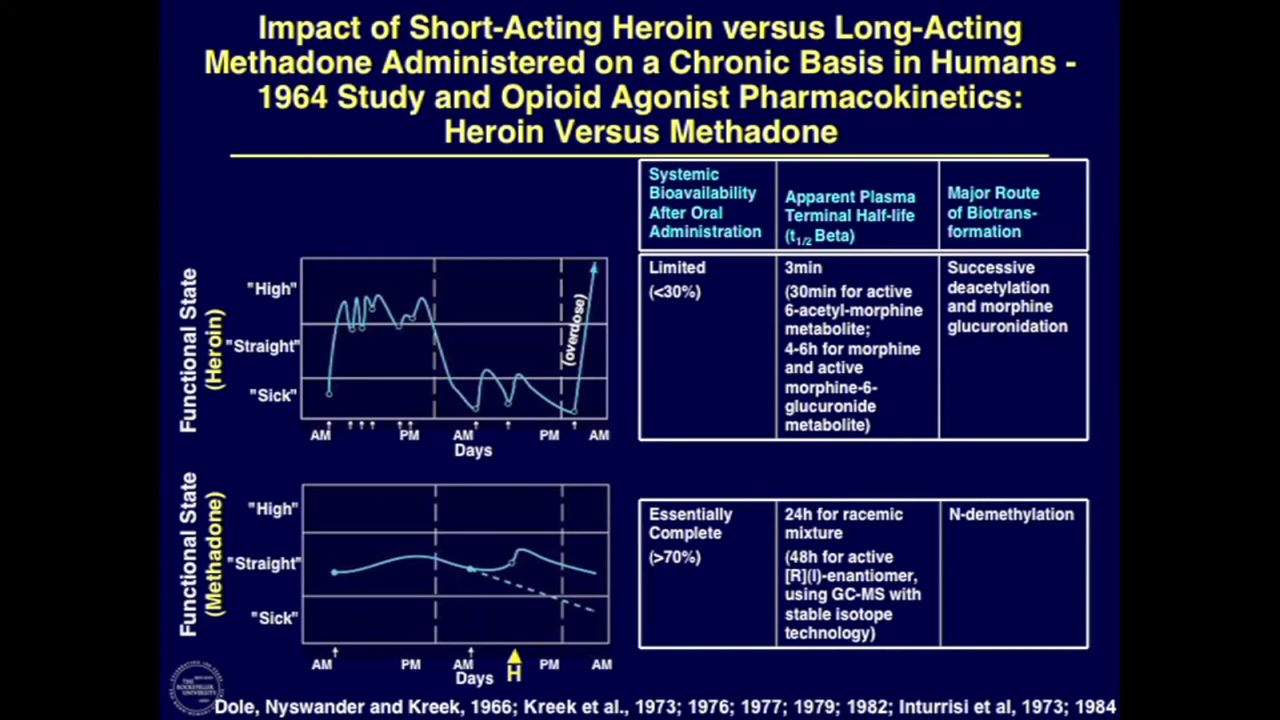 Impact of Short-Acting Heroin versus Long-Acting
Methadone Administered on a Chronic Basis in Humans -
1964 Study and Opioid Agonist Pharmacokinetics:
Heroin Versus Methadone
Systemic
Bioavailability
After Oral
Administration
Apparent Plasma
Terminal Half-life
(t1/2 Beta)
Major Route
of Biotrans-
formation
Functional State
(Heroin)
"High"
"Straight"
"Sick"
(overdose)
AM
PM
AM
PM
AM
Days
Limited
(<30%)
3min
(30min for active
6-acetyl-morphine
metabolite;
4-6h for morphine
and active
morphine-6-
glucuronide
metabolite)
Successive
deacetylation
and morphine
glucuronidation
Functional State
(Methadone)
"High"
"Straight"
"Sick"
AM
PM
AM
H
PM
AM
Days
Essentially
Complete
(>70%)
24h for racemic
mixture
(48h for active
[R](l)-enantiomer,
using GC-MS with
stable isotope
technology)
N-demethylation
THE
ROCKEFELLER
UNIVERSITY
Dole, Nyswander and Kreek, 1966; Kreek et al., 1973; 1976; 1977; 1979; 1982; Inturrisi et al, 1973; 1984